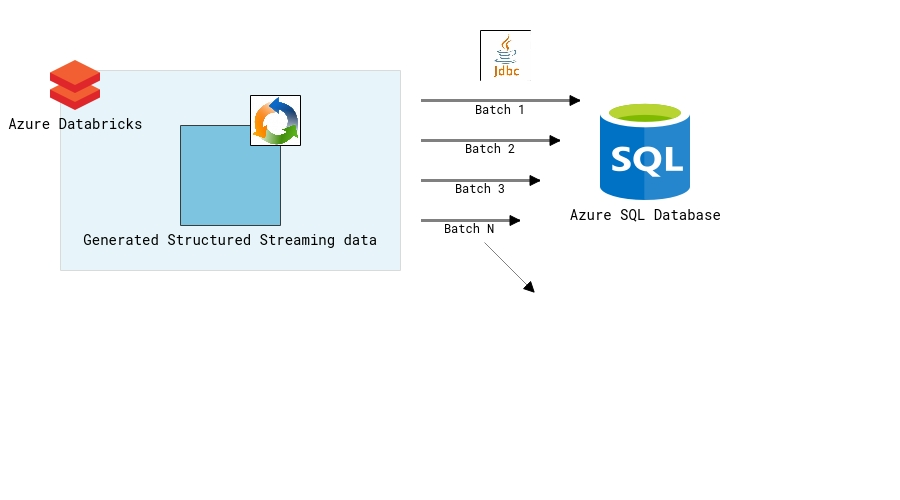 Jdbc
Azure Databricks
Generated Structured Streaming data
Batch 1
Batch 2
Batch 3
Batch N
SQL
Azure SQL Database